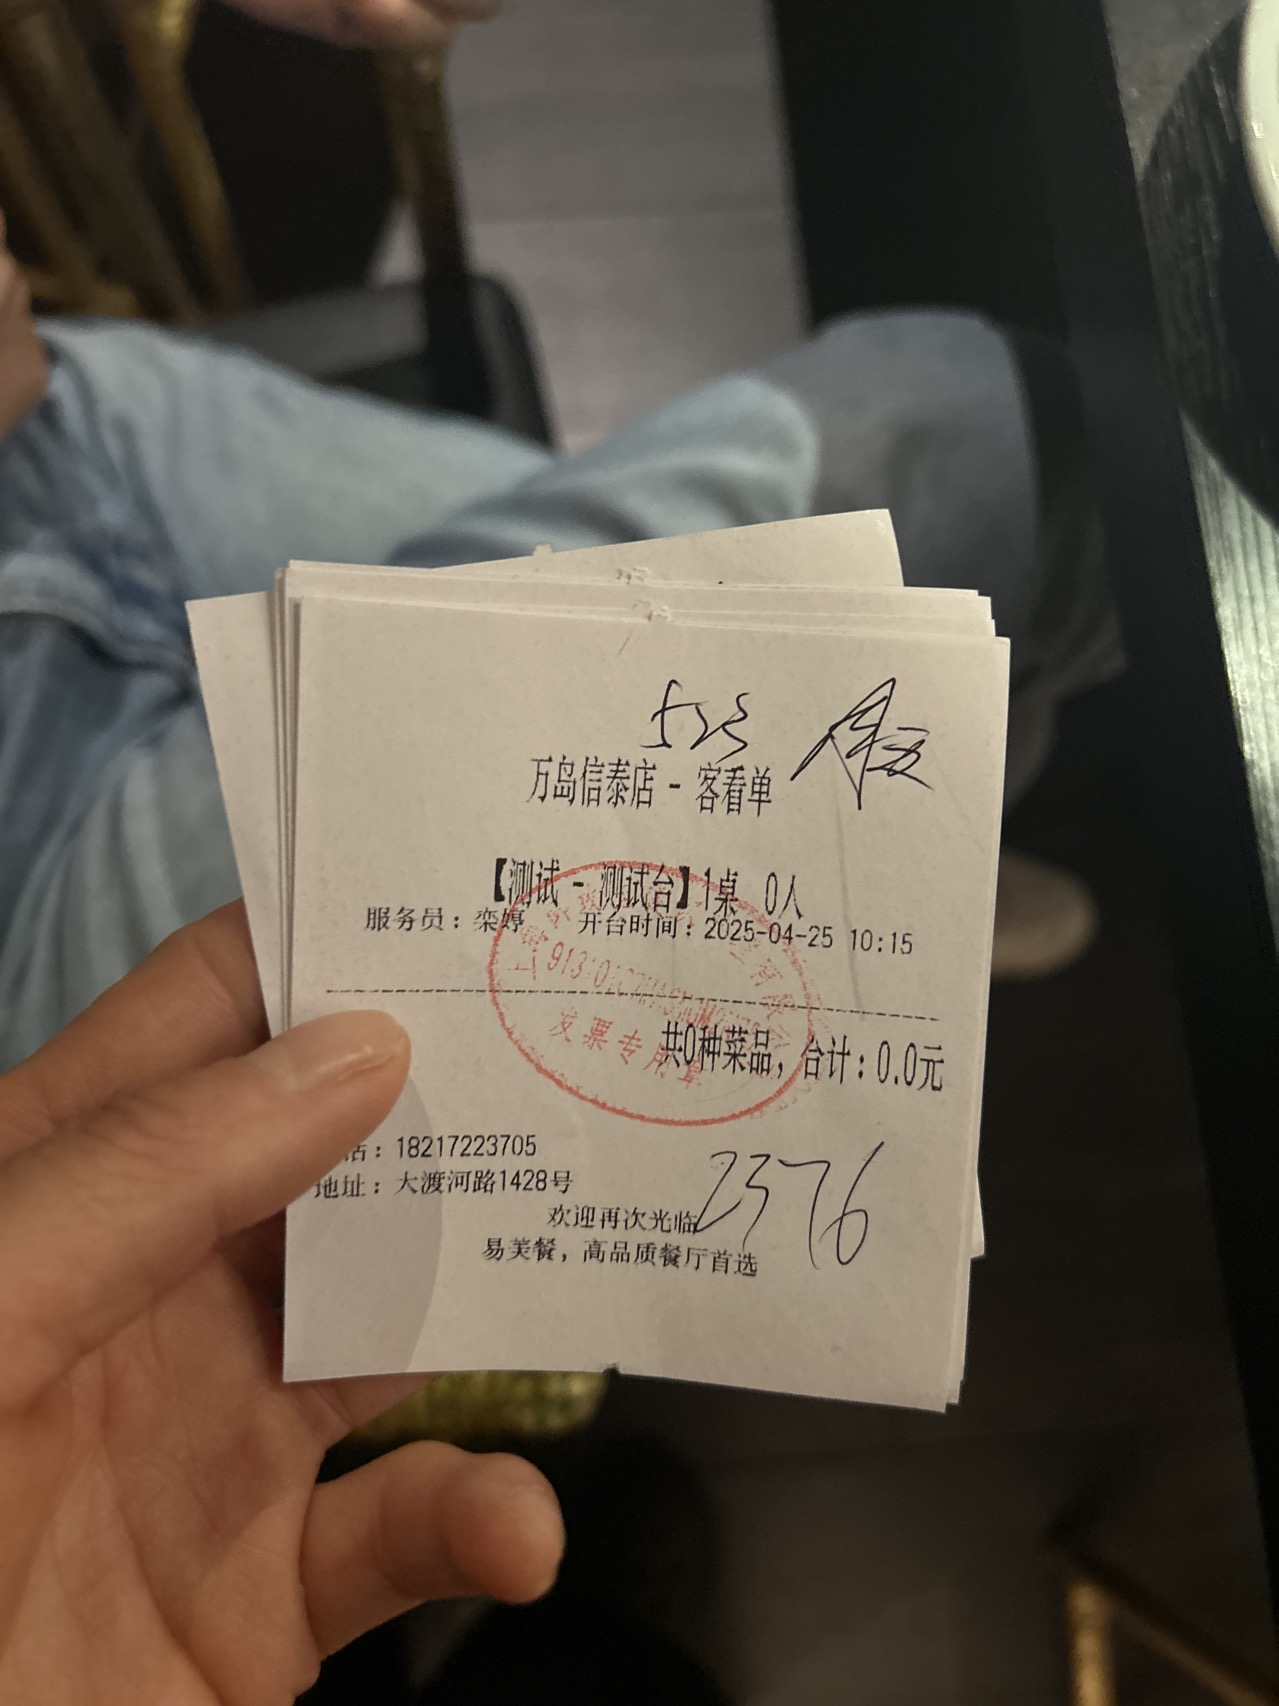 523
万岛信泰店 - 客看单
【测试 - 测试台】1桌 0人
服务员：栾婷 开台时间：2025-04-25 10:15
共0种菜品，合计：0.0元
发票专用章
话：18217223705
地址：大渡河路1428号
2376
欢迎再次光临
易芙餐，高品质餐厅首选